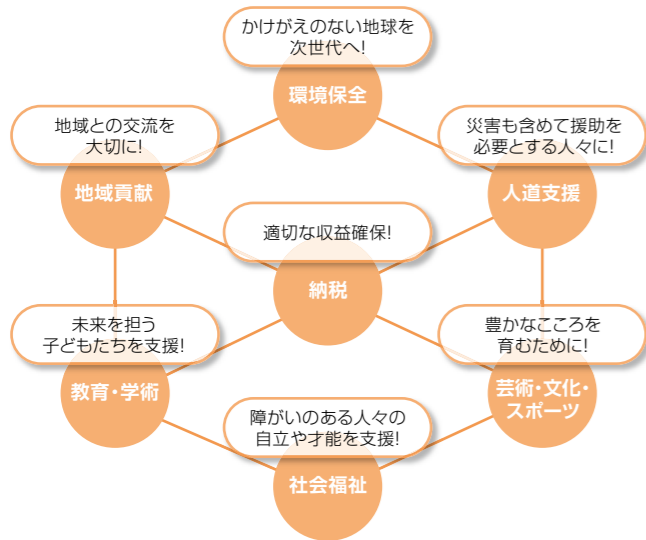 かけがえのない地球を
次世代へ!
環境保全
地域との交流を
大切に!
地域貢献
災害も含めて援助を
必要とする人々に!
人道支援
適切な収益確保!
納税
未来を担う
子どもたちを支援!
教育・学術
豊かなこころを
育むために!
芸術・文化・
スポーツ
障がいのある人々の
自立や才能を支援!
社会福祉